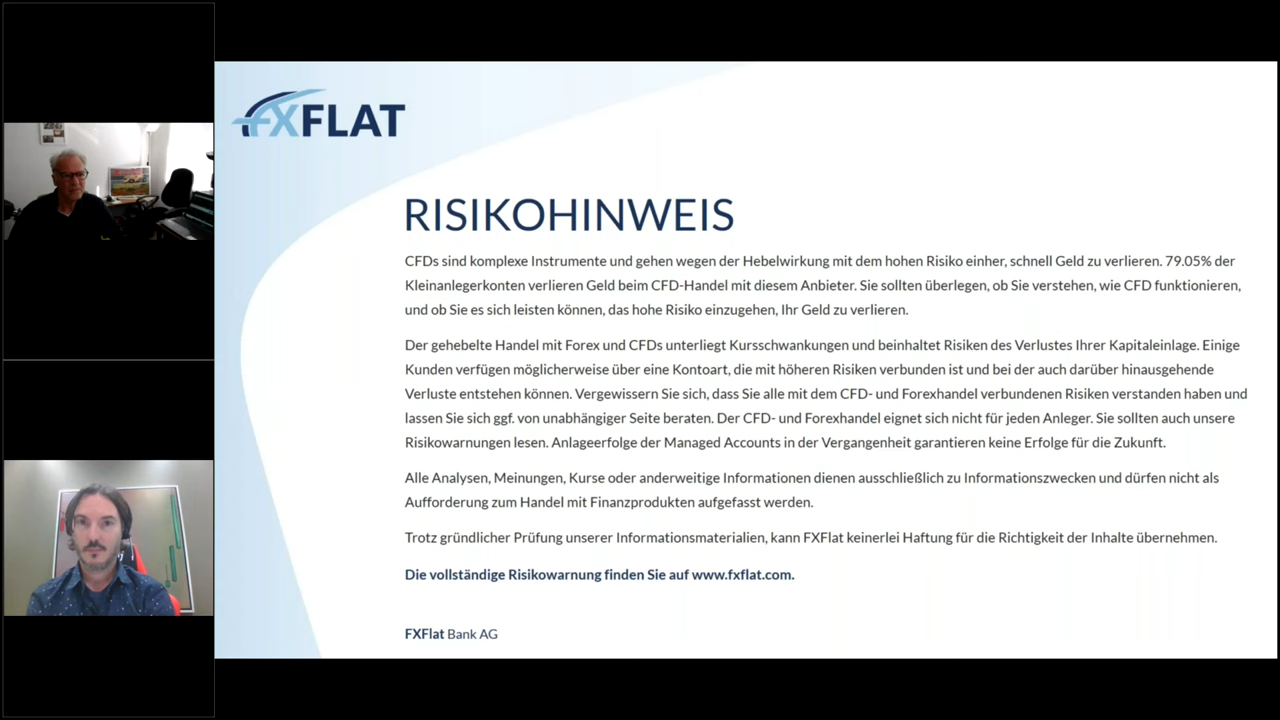 FXFLAT
RISIKOHINWEIS
CFDs sind komplexe Instrumente und gehen wegen der Hebelwirkung mit dem hohen Risiko einher, schnell Geld zu verlieren. 79.05% der
Kleinanlegerkonten verlieren Geld beim CFD-Handel mit diesem Anbieter. Sie sollten überlegen, ob Sie verstehen, wie CFD funktionieren,
und ob Sie es sich leisten können, das hohe Risiko einzugehen, Ihr Geld zu verlieren.
Der gehebelte Handel mit Forex und CFDs unterliegt Kursschwankungen und beinhaltet Risiken des Verlustes Ihrer Kapitaleinlage. Einige
Kunden verfügen möglicherweise über eine Kontoart, die mit höheren Risiken verbunden ist und bei der auch darüber hinausgehende
Verluste entstehen können. Vergewissern Sie sich, dass Sie alle mit dem CFD- und Forexhandel verbundenen Risiken verstanden haben und
lassen Sie sich ggf. von unabhängiger Seite beraten. Der CFD- und Forexhandel eignet sich nicht für jeden Anleger. Sie sollten auch unsere
Risikowarnungen lesen. Anlageerfolge der Managed Accounts in der Vergangenheit garantieren keine Erfolge für die Zukunft.
Alle Analysen, Meinungen, Kurse oder anderweitige Informationen dienen ausschließlich zu Informationszwecken und dürfen nicht als
Aufforderung zum Handel mit Finanzprodukten aufgefasst werden.
Trotz gründlicher Prüfung unserer Informationsmaterialien, kann FXFlat keinerlei Haftung für die Richtigkeit der Inhalte übernehmen.
Die vollständige Risikowarnung finden Sie auf www.fxflat.com.
FXFlat Bank AG